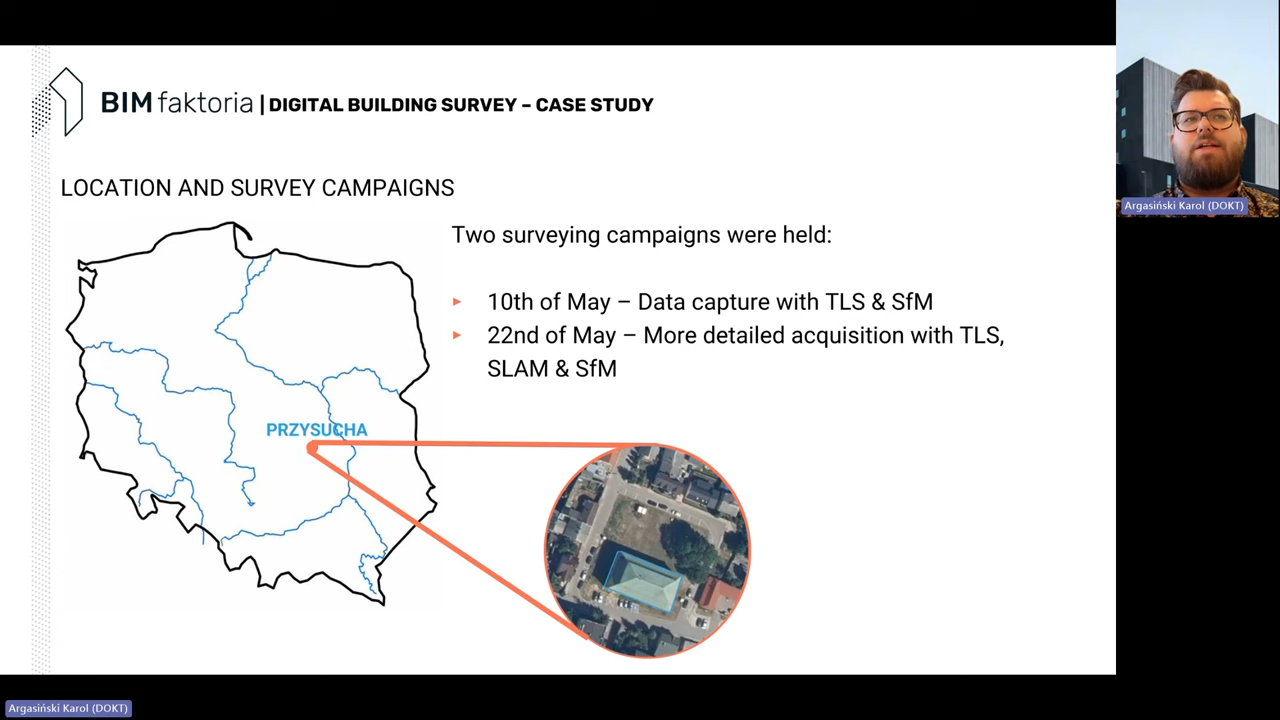 BIM faktoria | DIGITAL BUILDING SURVEY – CASE STUDY
Argasiński Karol (DOKT)
LOCATION AND SURVEY CAMPAIGNS
Two surveying campaigns were held:
10th of May – Data capture with TLS & SfM
22nd of May – More detailed acquisition with TLS,
SLAM & SfM
PRZYSUCHA
Argasiński Karol (DOKT)